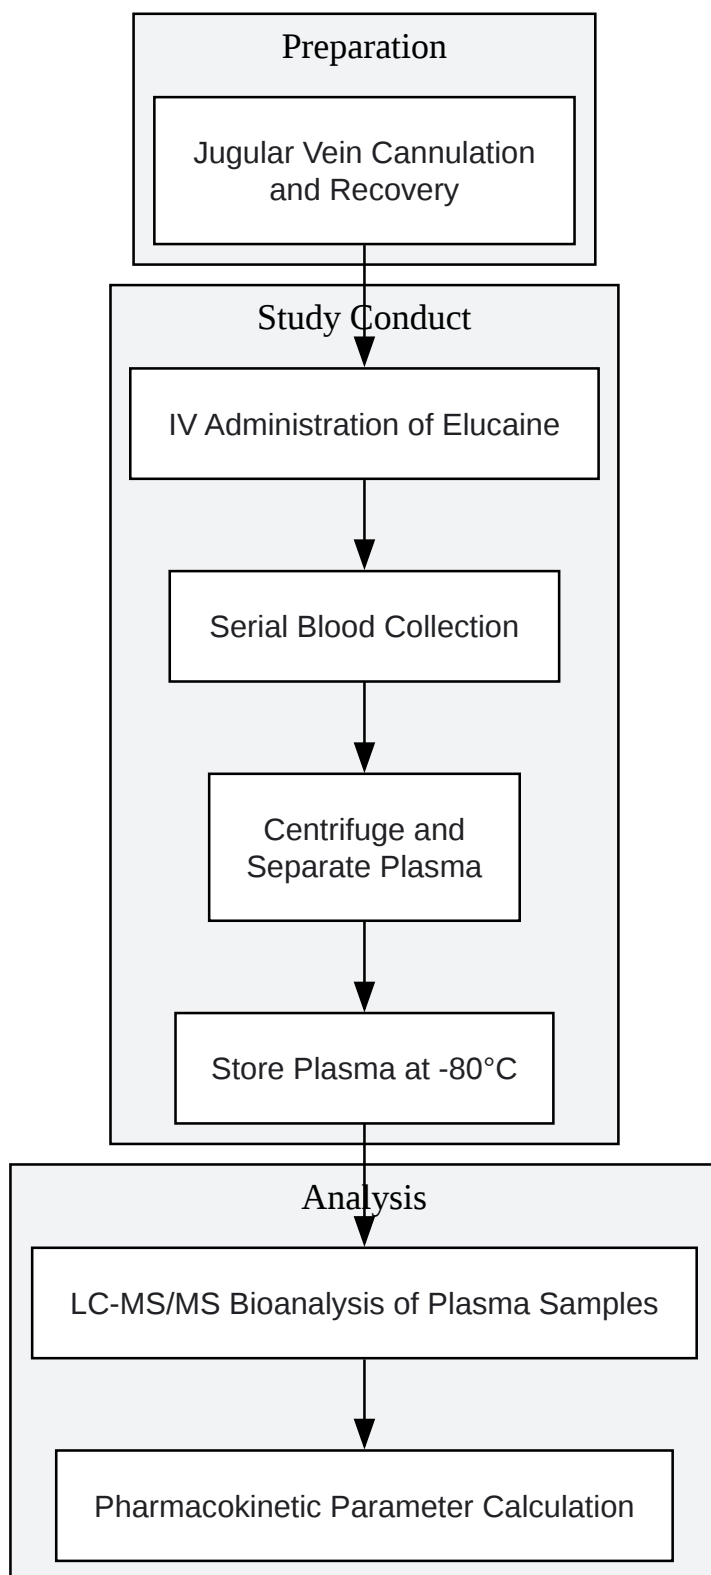 Preparation
Jugular Vein Cannulation
and Recovery
Study Conduct
IV Administration of Elucaine
Serial Blood Collection
Centrifuge and
Separate Plasma
Store Plasma at -80°C
Analysis
LC-MS/MS Bioanalysis of Plasma Samples
Pharmacokinetic Parameter Calculation